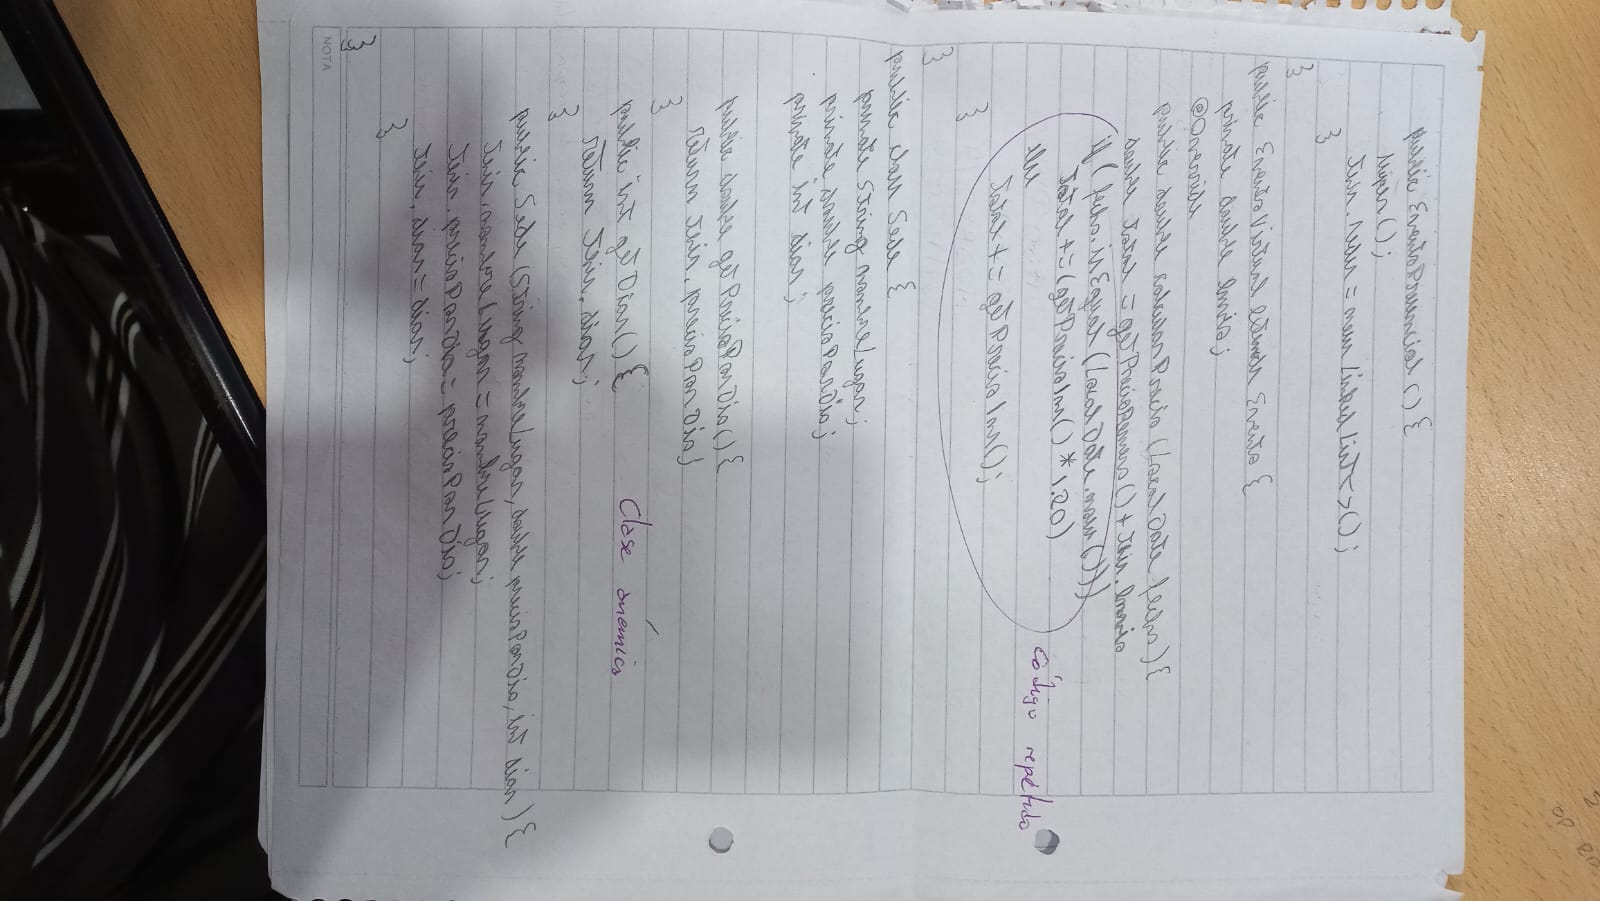 OP
public EventoPresencial () {
super();
this.sedes = new LinkedList<>();
}
}
public EventoVirtual extends Evento {
private double envio;
@Override
public double calcularPrecio (LocalDate fecha) {
double total = getPrecioRemera() + this.envio
if (fecha.isEqual (LocalDate.now()))
total += (getPrecioIns() * 1.20)
else
total += getPrecioIns();
}
}
código repetido
public class Sede {
private String nombreLugar;
private double precioPorDia;
private int dias;
public double getPrecioPorDia() {
return this.precioPorDia
}
public int getDias() {
return this.dias;
}
Clase anémica
public Sede (String nombreLugar, double precioPorDia, int dias) {
this.nombreLugar = nombreLugar;
this.precioPorDia = precioPorDia;
this.dias = dias;
}
}
NOTA